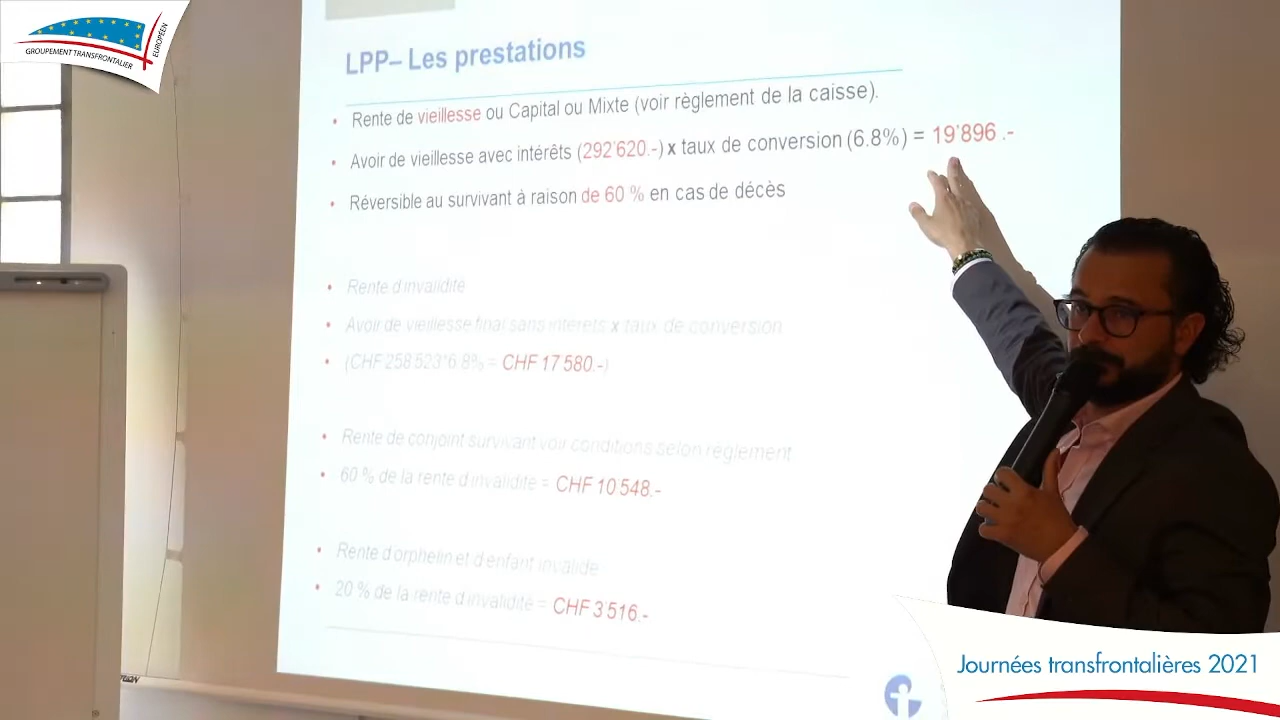 GROUPEMENT TRANSFRONTALIER
EUROPÉEN
LPP– Les prestations
• Rente de vieillesse ou Capital ou Mixte (voir règlement de la caisse).
• Avoir de vieillesse avec intérêts (292'620.-) x taux de conversion (6.8%) = 19'896 .-
• Réversible au survivant à raison de 60 % en cas de décès
• Rente d'invalidité
• Avoir de vieillesse final sans intérêts x taux de conversion
• (CHF 258'523*6.8% = CHF 17'580.-)
• Rente de conjoint survivant voir conditions selon règlement
• 60 % de la rente d'invalidité = CHF 10'548.-
• Rente d'orphelin et d'enfant invalide
• 20 % de la rente d'invalidité = CHF 3'516.-
Journées transfrontalières 2021